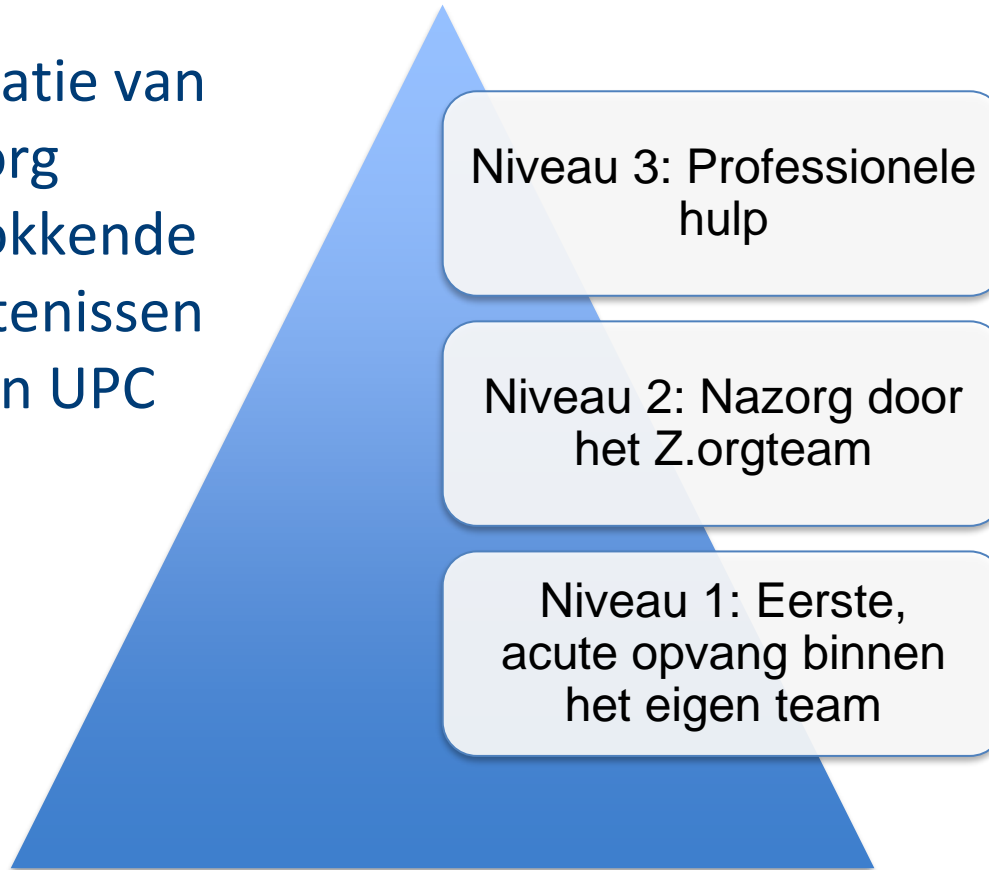 atie van
org
okkende
tenissen
n UPC
Niveau 3: Professionele
hulp
Niveau 2: Nazorg door
het Z.orgteam
Niveau 1: Eerste,
acute opvang binnen
het eigen team